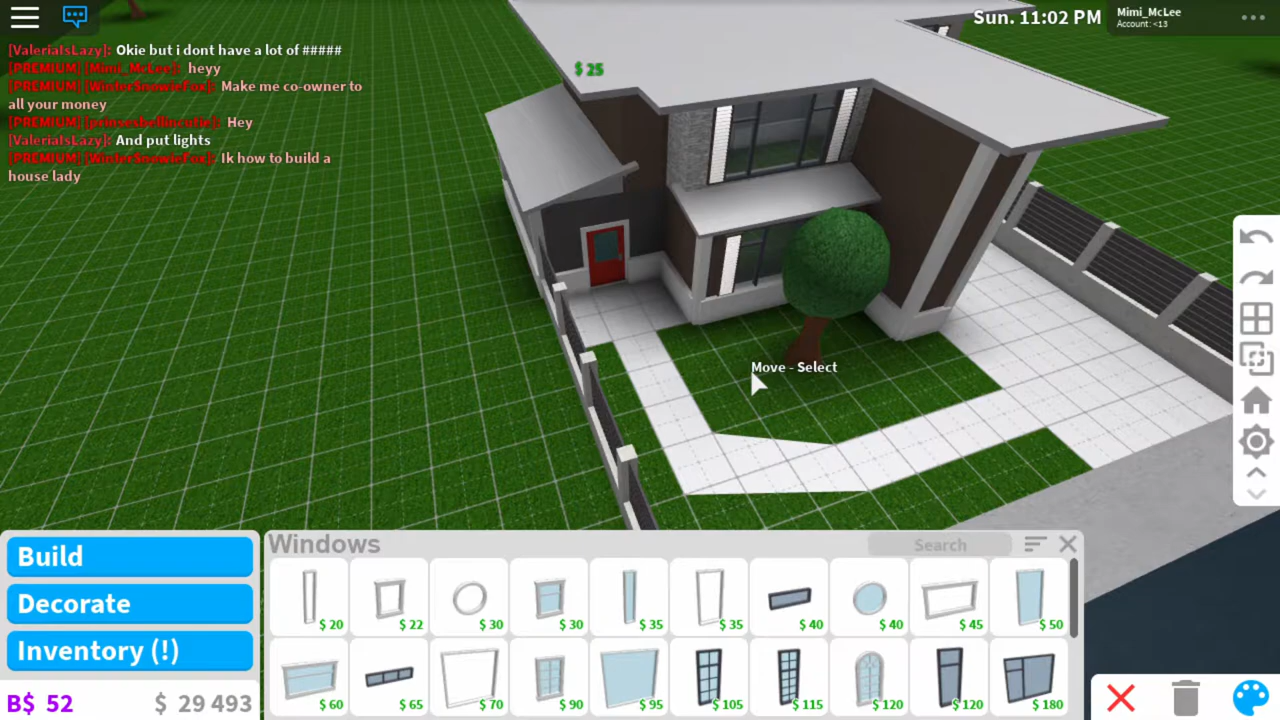 Sun. 11:02 PM
Mimi_McLee
Account: <13
[ValeriaIsLazy]: Okie but i dont have a lot of #####
[PREMIUM] [Mimi_McLee]: heyy
[PREMIUM] [WinterSnowieFox]: Make me co-owner to
all your money
[PREMIUM] [prinvesbellincutie]: Hey
[ValeriaIsLazy]: And put lights
[PREMIUM] [WinterSnowieFox]: Ik how to build a
house lady
$ 25
Move - Select
Build
Decorate
Inventory (!)
B$ 52
$ 29 493
Windows
Search
$ 20
$ 22
$ 30
$ 30
$ 35
$ 35
$ 40
$ 40
$ 45
$ 50
$ 60
$ 65
$ 70
$ 90
$ 95
$ 105
$ 115
$ 120
$ 120
$ 180